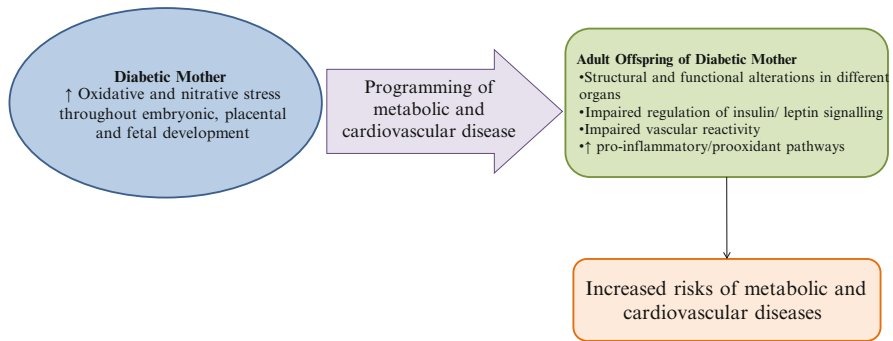 Diabetic Mother
↑ Oxidative and nitrative stress
throughout embryonic, placental
and fetal development
Programming of
metabolic and
cardiovascular disease
Adult Offspring of Diabetic Mother
•Structural and functional alterations in different
organs
•Impaired regulation of insulin/ leptin signalling
•Impaired vascular reactivity
•↑ pro-inflammatory/prooxidant pathways
Increased risks of metabolic and
cardiovascular diseases